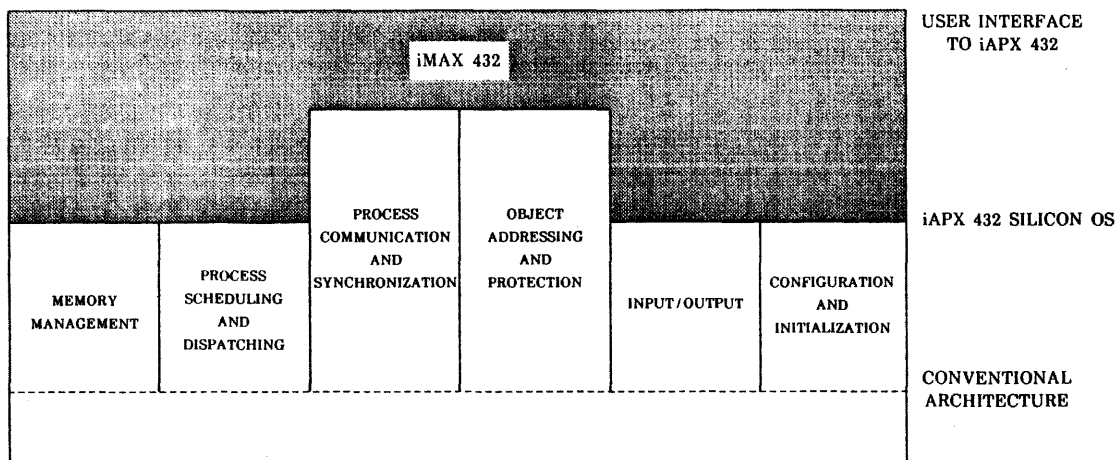 USER INTERFACE
TO iAPX 432
iMAX 432
iAPX 432 SILICON OS
MEMORY
MANAGEMENT
PROCESS
SCHEDULING
AND
DISPATCHING
PROCESS
COMMUNICATION
AND
SYNCHRONIZATION
OBJECT
ADDRESSING
AND
PROTECTION
INPUT/OUTPUT
CONFIGURATION
AND
INITIALIZATION
CONVENTIONAL
ARCHITECTURE